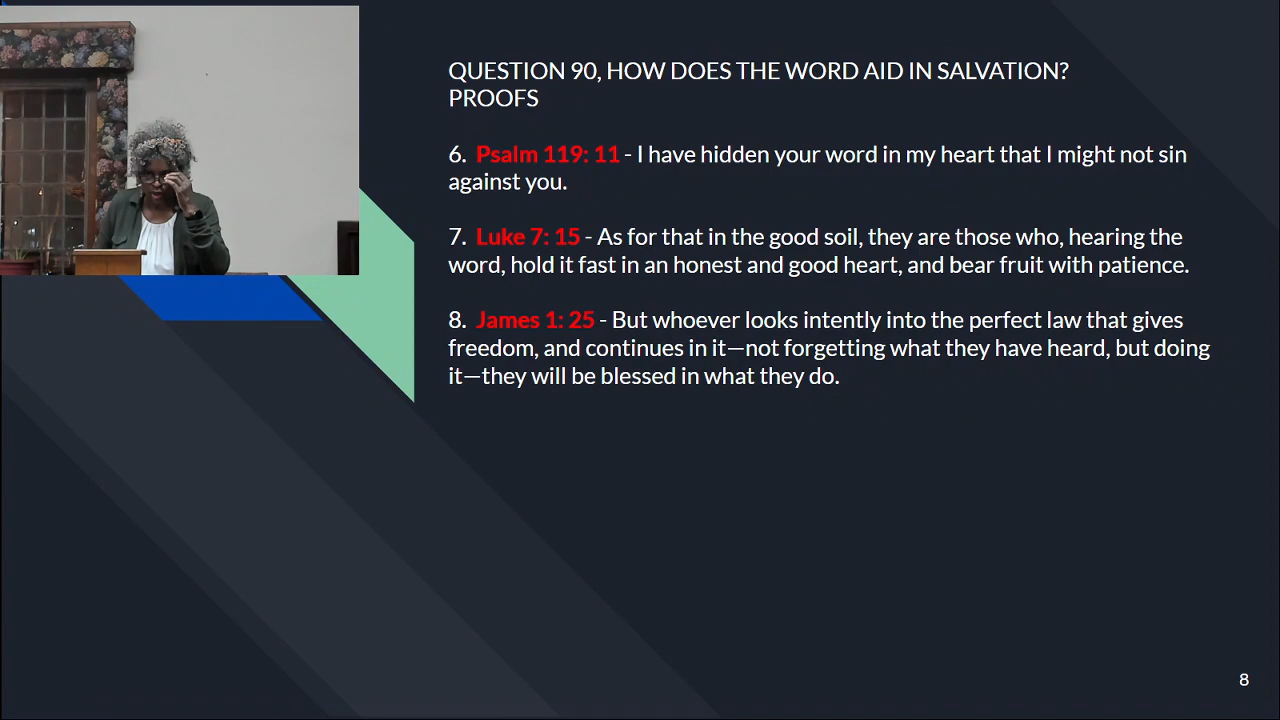 QUESTION 90, HOW DOES THE WORD AID IN SALVATION?
PROOFS
6. Psalm 119: 11 - I have hidden your word in my heart that I might not sin
against you.
7. Luke 7: 15 - As for that in the good soil, they are those who, hearing the
word, hold it fast in an honest and good heart, and bear fruit with patience.
8. James 1: 25 - But whoever looks intently into the perfect law that gives
freedom, and continues in it—not forgetting what they have heard, but doing
it—they will be blessed in what they do.
8